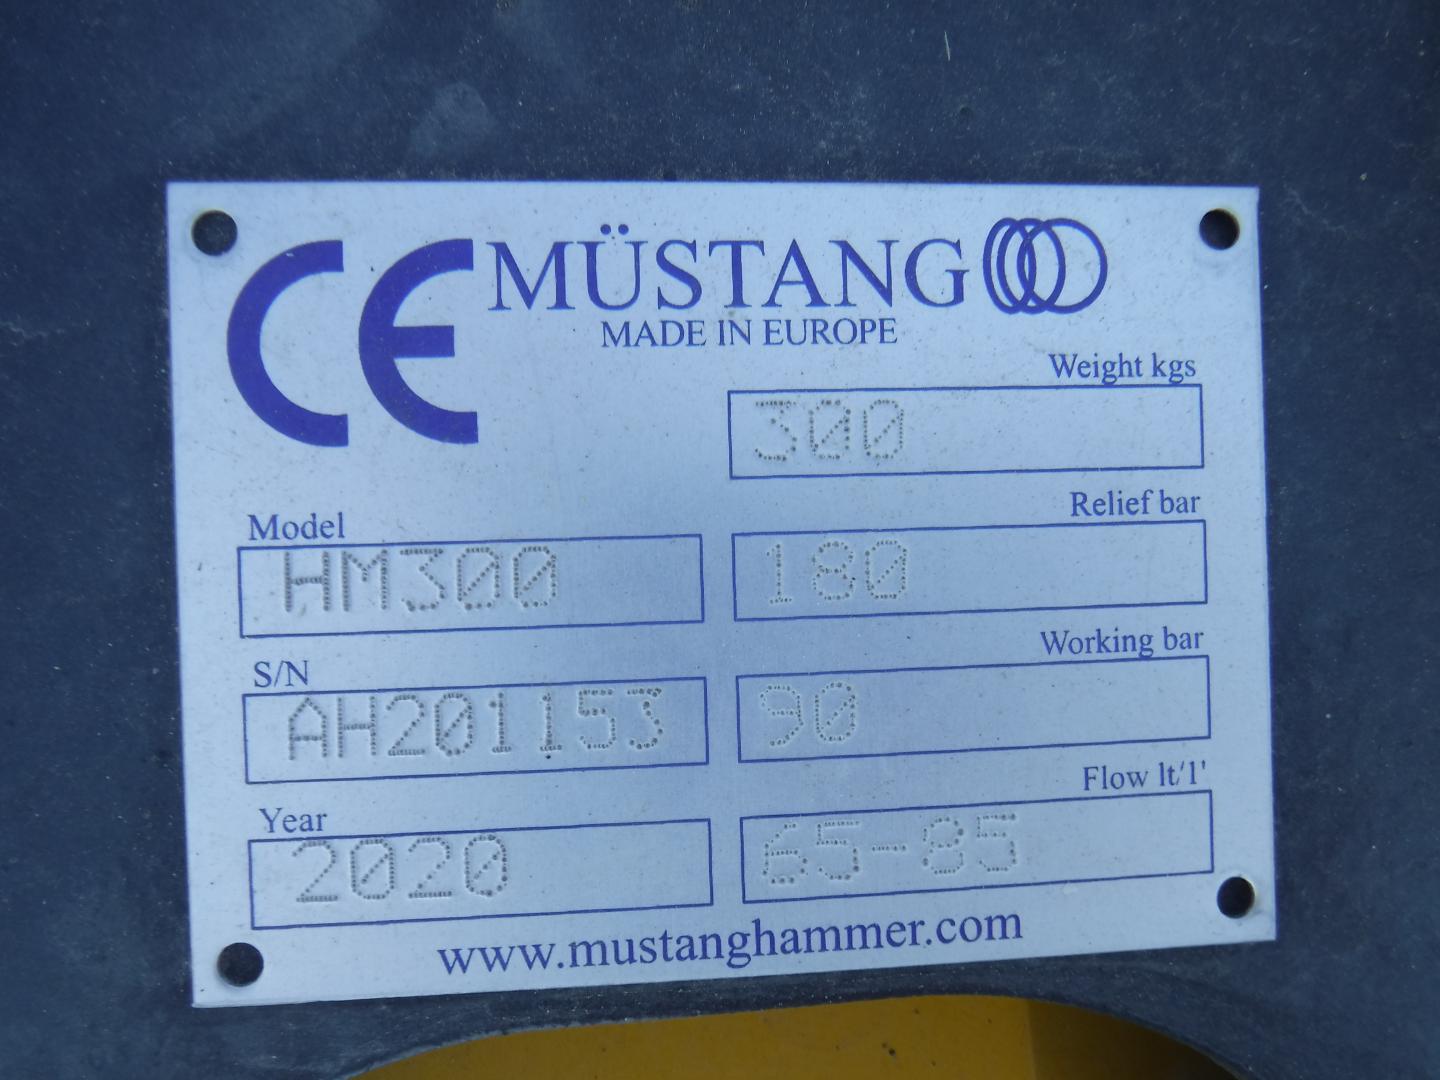 CE MÜSTANG
MADE IN EUROPE
Weight kgs
300
Model
HM300
Relief bar
180
S/N
AH201153
Working bar
90
Year
2020
Flow lt/1'
65-85
www.mustanghammer.com